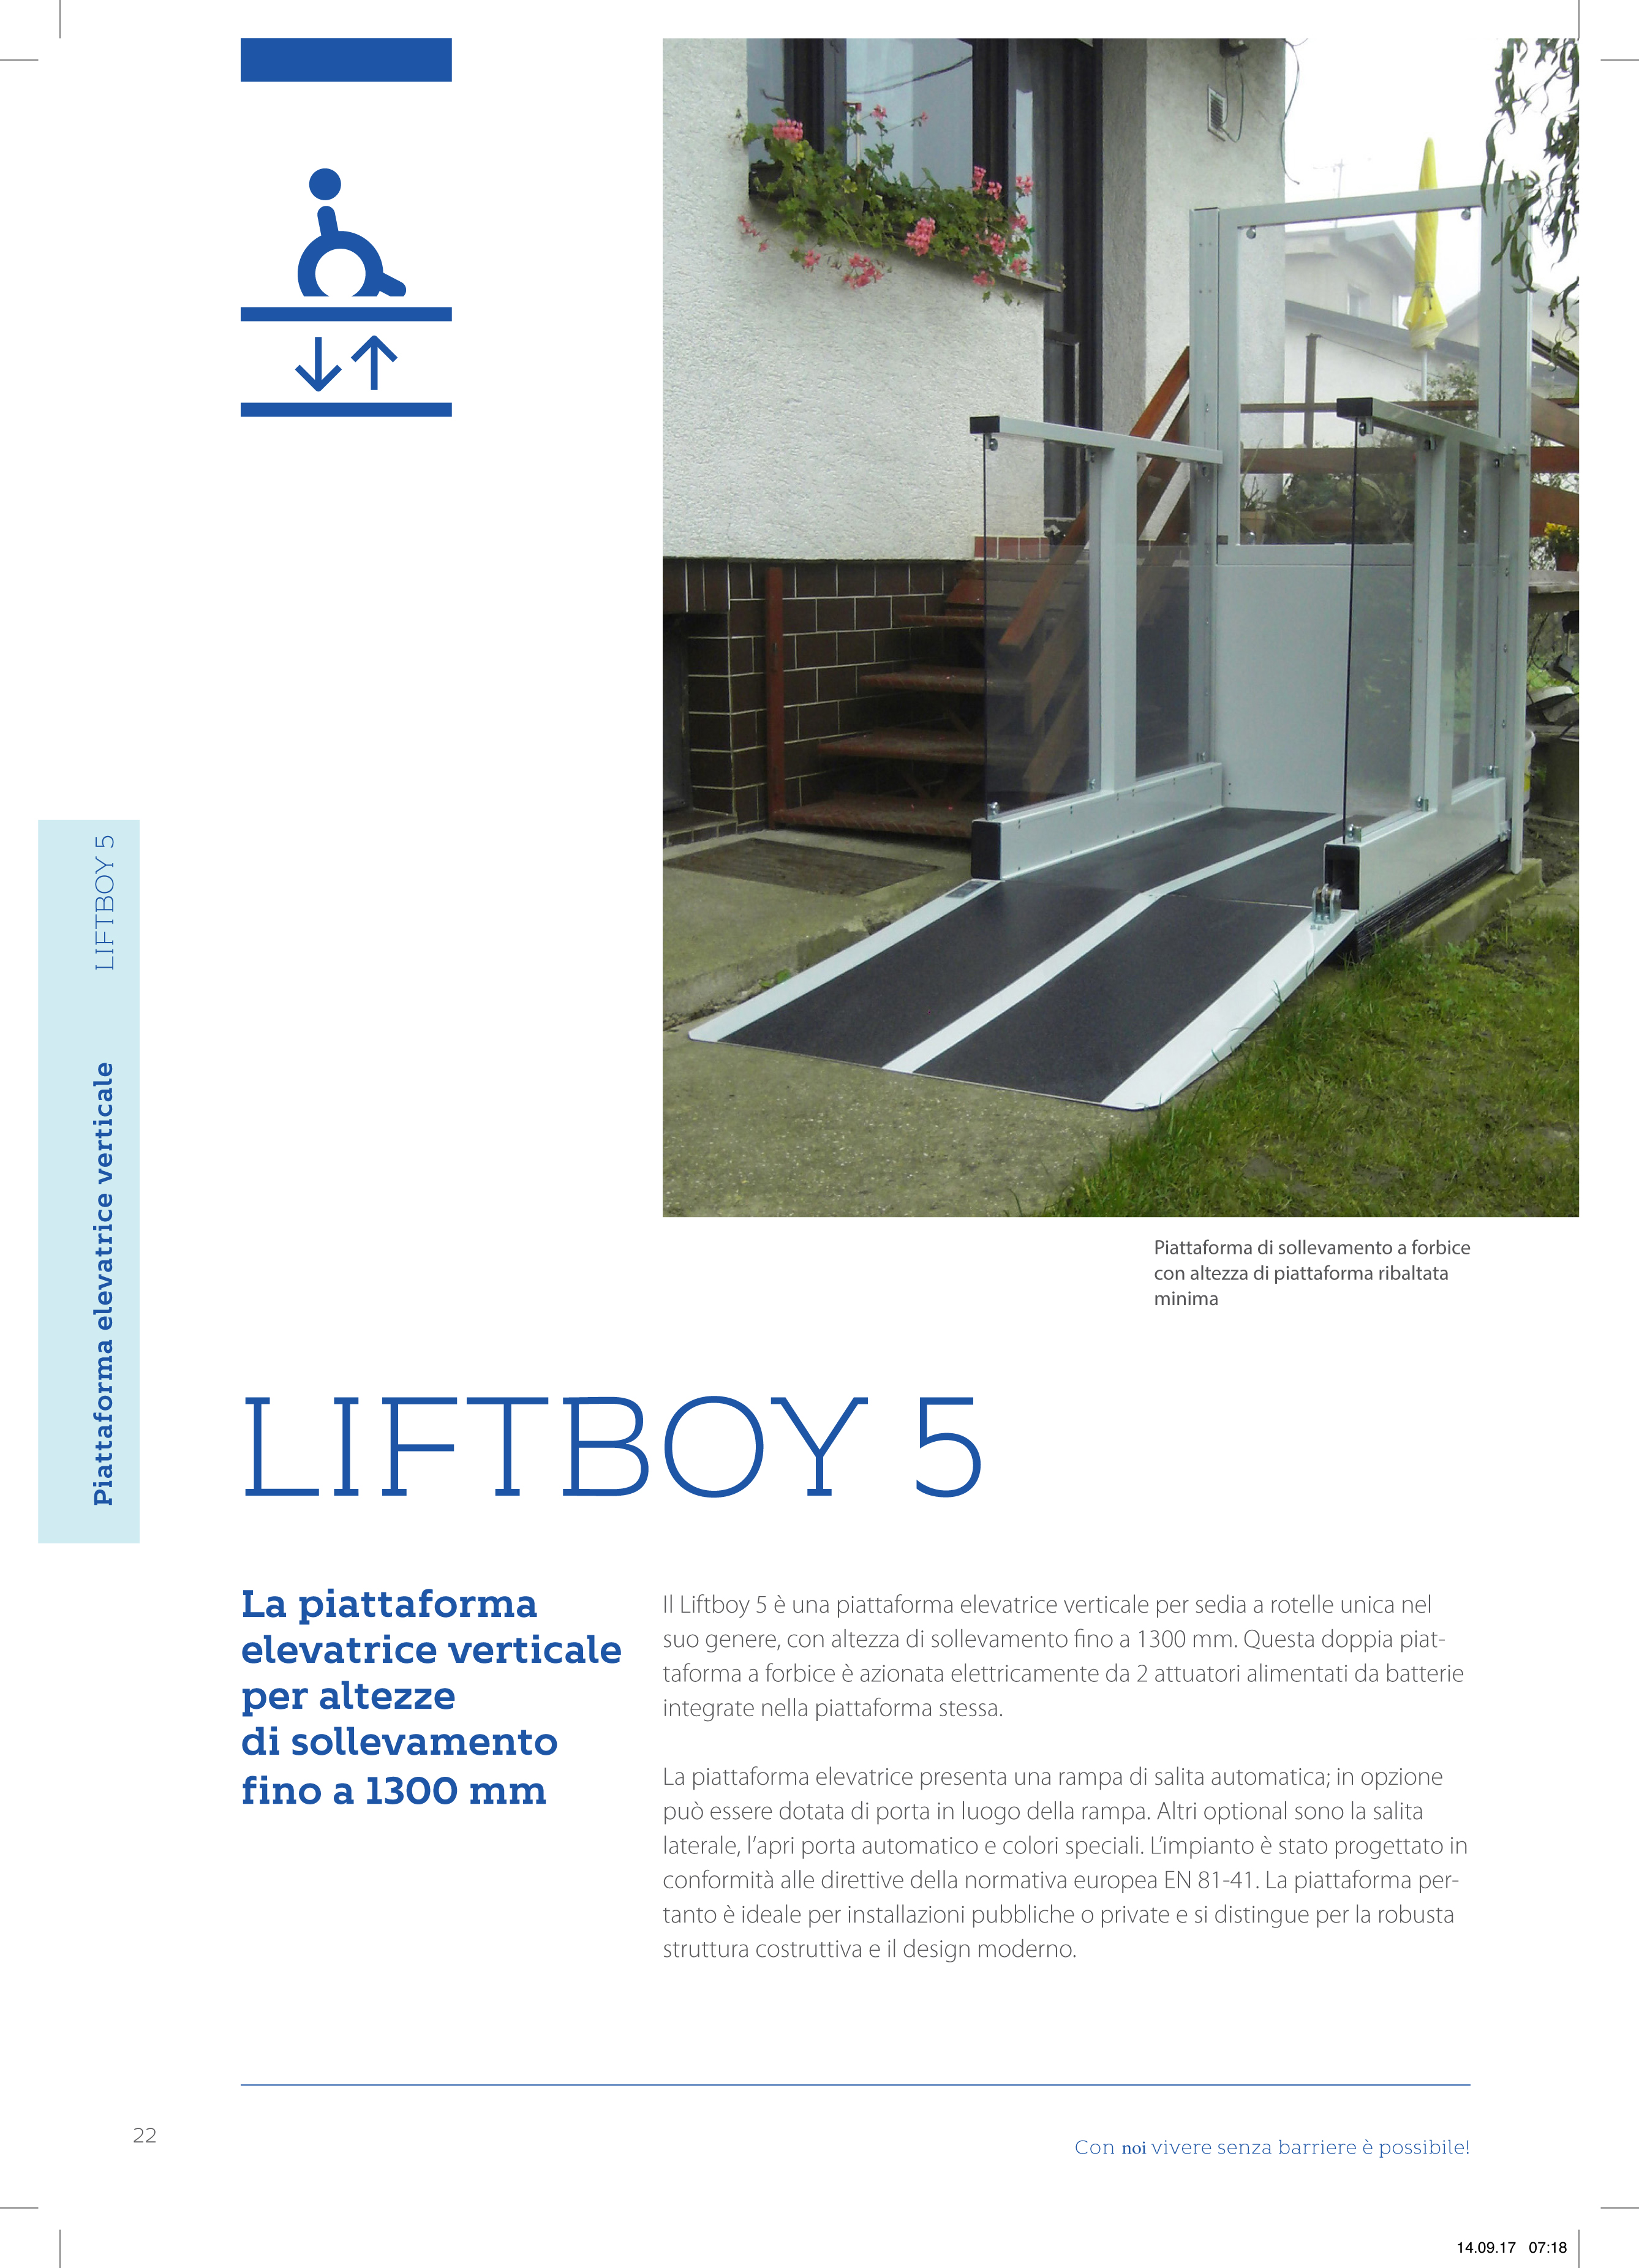 LIFTBOY 5
Piattaforma elevatrice verticale
Piattaforma di sollevamento a forbice
con altezza di piattaforma ribaltata
minima
LIFTBOY 5
La piattaforma
elevatrice verticale
per altezze
di sollevamento
fino a 1300 mm
Il Liftboy 5 è una piattaforma elevatrice verticale per sedia a rotelle unica nel
suo genere, con altezza di sollevamento fino a 1300 mm. Questa doppia piat-
taforma a forbice è azionata elettricamente da 2 attuatori alimentati da batterie
integrate nella piattaforma stessa.
La piattaforma elevatrice presenta una rampa di salita automatica; in opzione
può essere dotata di porta in luogo della rampa. Altri optional sono la salita
laterale, l’apri porta automatico e colori speciali. L’impianto è stato progettato in
conformità alle direttive della normativa europea EN 81-41. La piattaforma per-
tanto è ideale per installazioni pubbliche o private e si distingue per la robusta
struttura costruttiva e il design moderno.
22
Con noi vivere senza barriere è possibile!
14.09.17 07:18